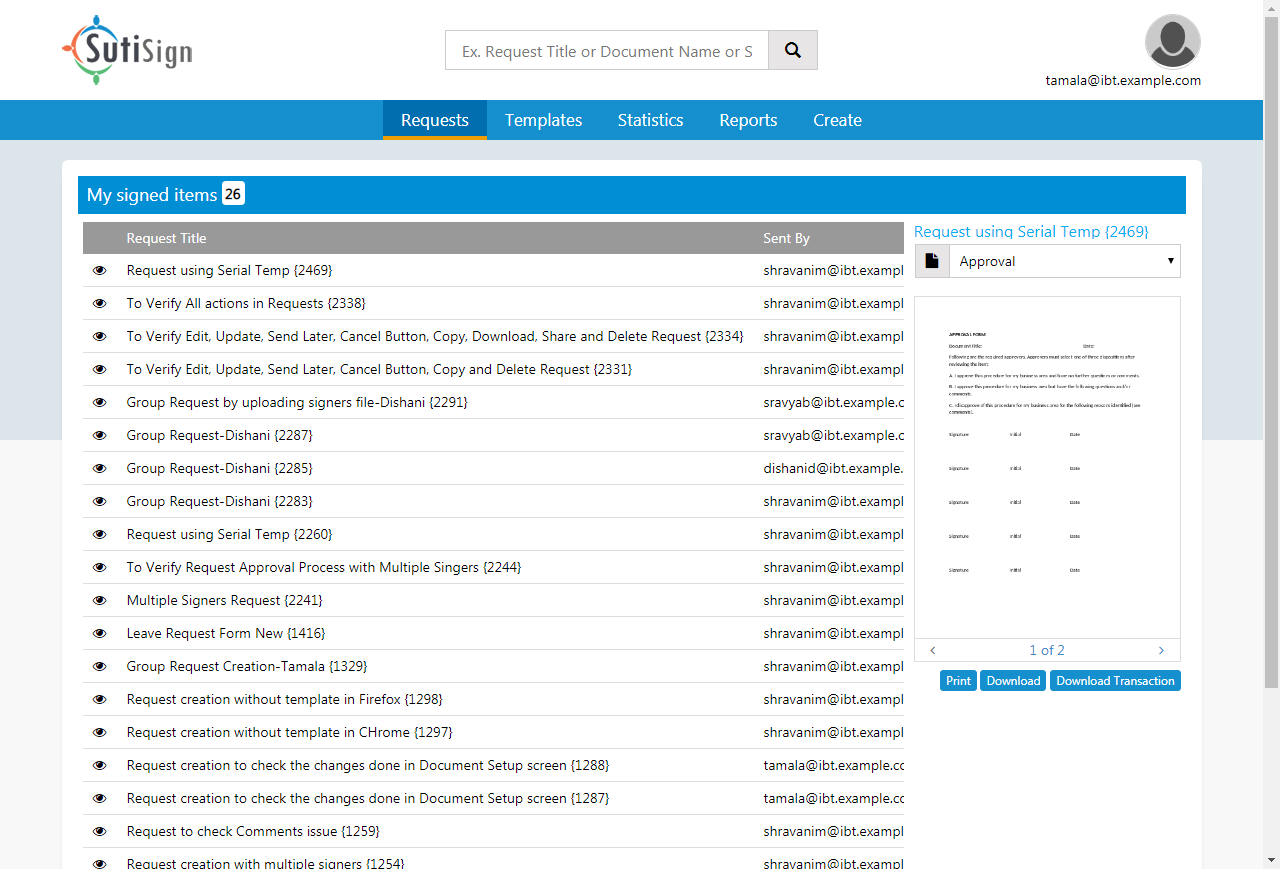 SutiSign
Ex. Request Title or Document Name or S
tamala@ibt.example.com
Requests Templates Statistics Reports Create
My signed items 26
Request Title Sent By
Request using Serial Temp {2469} shravanim@ibt.exampl
To Verify All actions in Requests {2338} shravanim@ibt.exampl
To Verify Edit, Update, Send Later, Cancel Button, Copy, Download, Share and Delete Request {2334} shravanim@ibt.exampl
To Verify Edit, Update, Send Later, Cancel Button, Copy and Delete Request {2331} shravanim@ibt.exampl
Group Request by uploading signers file-Dishani {2291} sravyab@ibt.example.c
Group Request-Dishani {2287} sravyab@ibt.example.c
Group Request-Dishani {2285} dishanid@ibt.example.
Group Request-Dishani {2283} shravanim@ibt.exampl
Request using Serial Temp {2260} shravanim@ibt.exampl
To Verify Request Approval Process with Multiple Singers {2244} shravanim@ibt.exampl
Multiple Signers Request {2241} shravanim@ibt.exampl
Leave Request Form New {1416} shravanim@ibt.exampl
Group Request Creation-Tamala {1329} shravanim@ibt.exampl
Request creation without template in Firefox {1298} shravanim@ibt.exampl
Request creation without template in CHrome {1297} shravanim@ibt.exampl
Request creation to check the changes done in Document Setup screen {1288} tamala@ibt.example.cc
Request creation to check the changes done in Document Setup screen {1287} tamala@ibt.example.cc
Request to check Comments issue {1259} shravanim@ibt.exampl
Request creation with multiple signers {1254} shravanim@ibt.exampl
Request using Serial Temp {2469}
Approval
APPROVAL FORM
Document Title: Date:
Following are the required approvers. Approvers must select one of three dispositions after
reviewing the item:
A. I approve this procedure for my business area and have no further questions or comments.
B. I approve this procedure for my business area but have the following questions and/or
comments.
C. I disapprove of this procedure for my business area for the following reasons identified (see
comments).
Signature Initial Date
Signature Initial Date
Signature Initial Date
Signature Initial Date
Signature Initial Date
1 of 2
Print Download Download Transaction